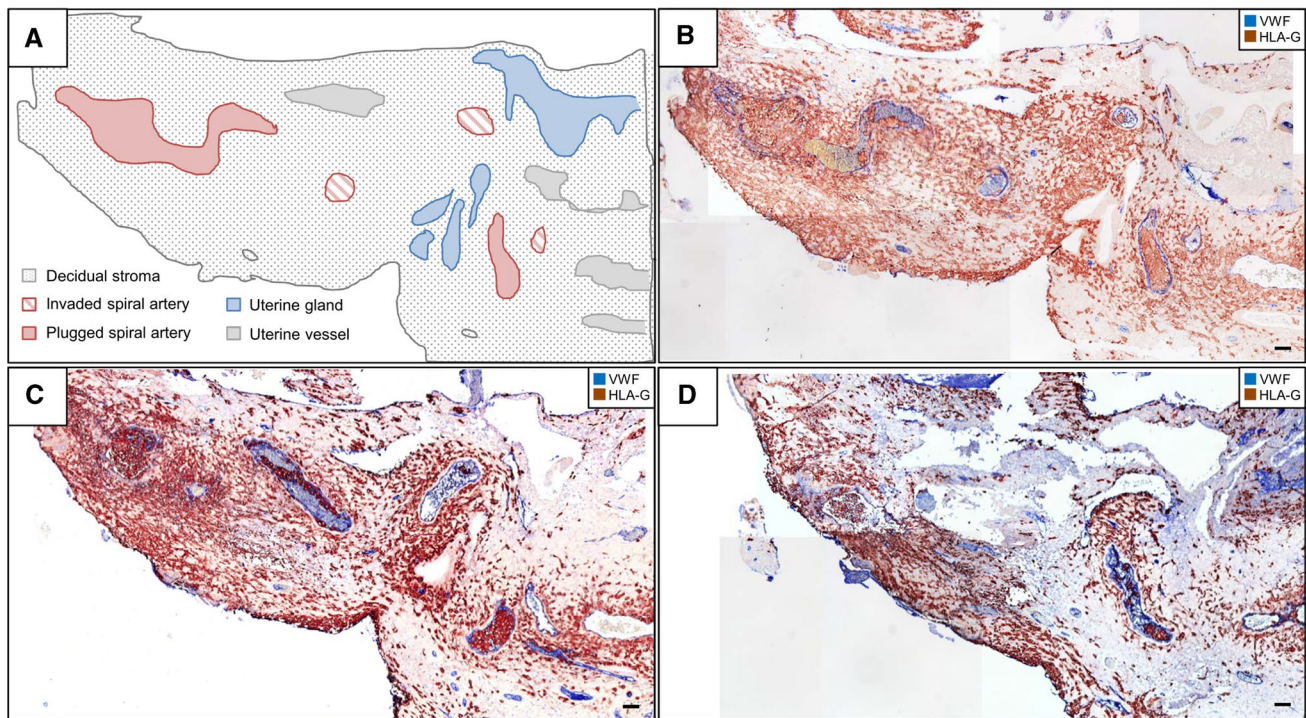 A
Decidual stroma
Invaded spiral artery
Plugged spiral artery
Uterine gland
Uterine vessel
B
VWF
HLA-G
C
VWF
HLA-G
D
VWF
HLA-G